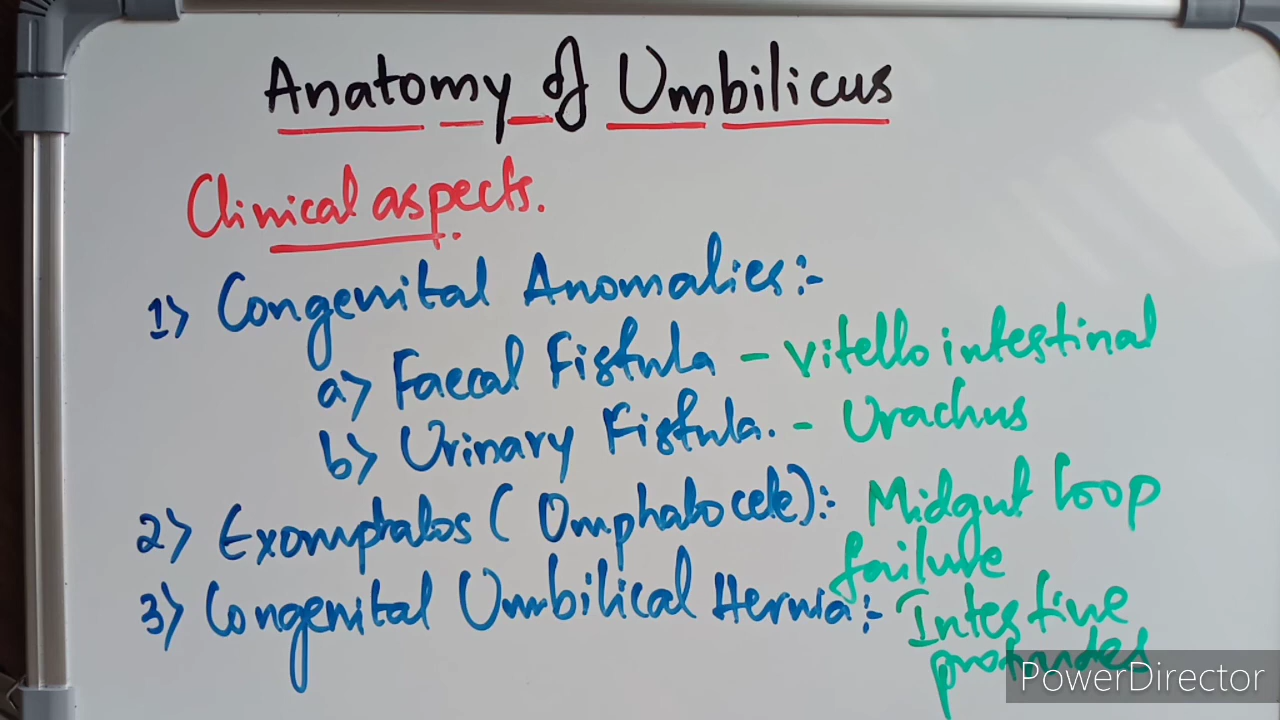 Anatomy of Umbilicus
Clinical aspects.
1) Congenital Anomalies:-
a) Faecal Fistula - Vitello intestinal
b) Urinary Fistula. - Urachus
2) Exomphalos (Omphalocele):- Midgut loop
failure
3) Congenital Umbilical Hernia:- Intestine
protrudes
PowerDirector